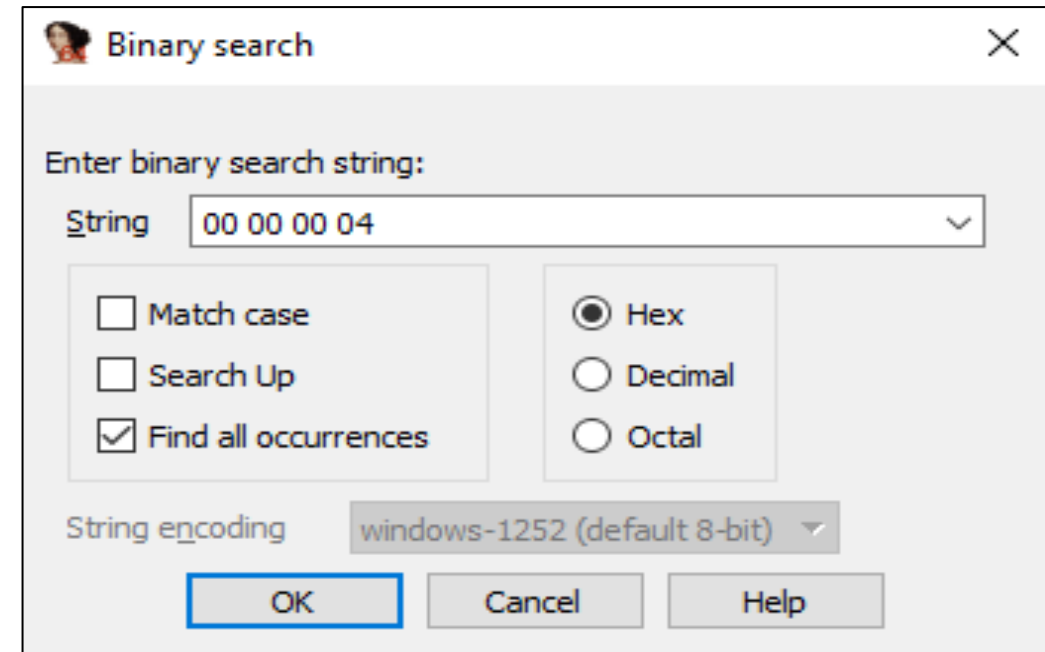 Binary search
Enter binary search string:
String 00 00 00 04
Match case
Search Up
Find all occurrences
Hex
Decimal
Octal
String encoding windows-1252 (default 8-bit)
OK Cancel Help